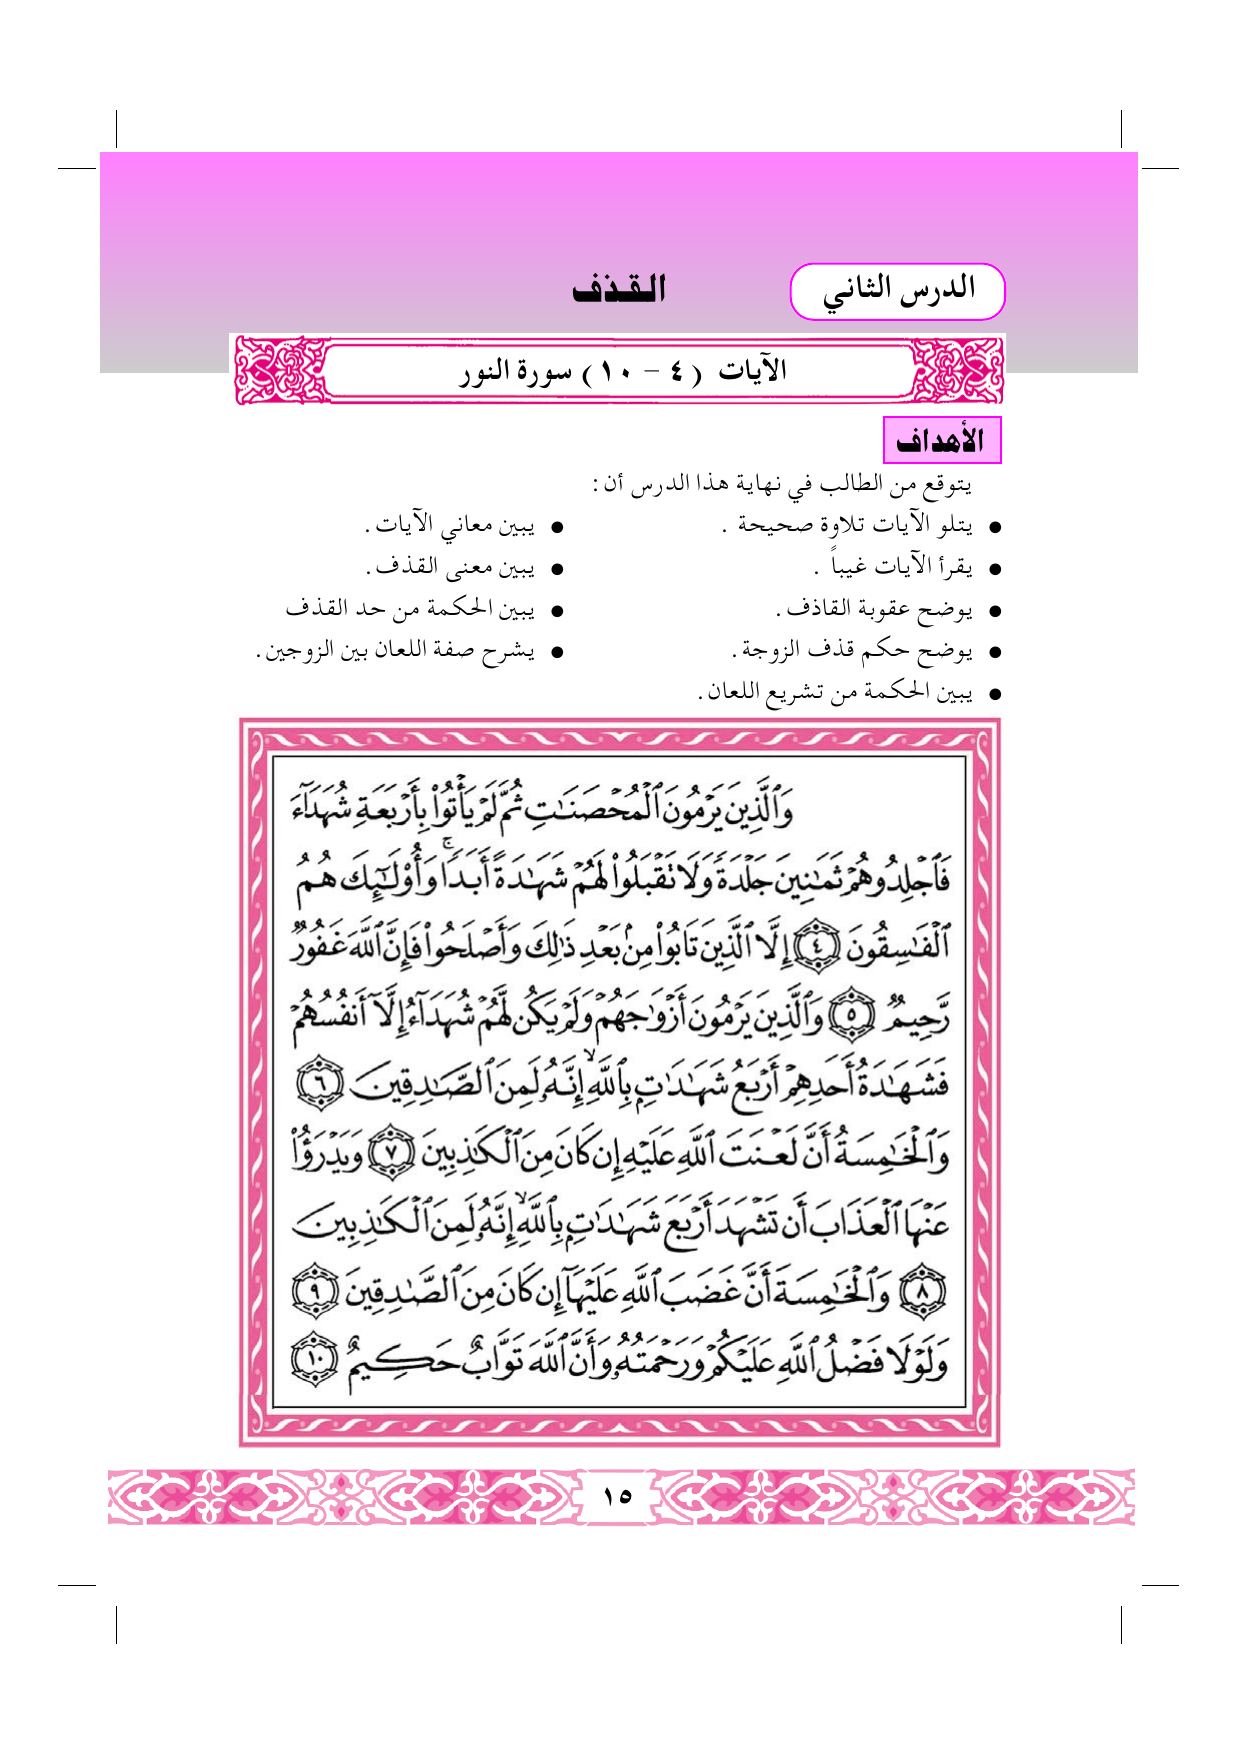 الدرس الثاني
القذف
الآيات ( ٤ - ١٠ ) سورة النور
الأهداف
يتوقع من الطالب في نهاية هذا الدرس أن :
● يتلو الآيات تلاوة صحيحة .
● يبين معاني الآيات .
● يقرأ الآيات غيباً .
● يبين معنى القذف .
● يوضح عقوبة القاذف .
● يبين الحكمة من حد القذف
● يوضح حكم قذف الزوجة .
● يشرح صفة اللعان بين الزوجين .
● يبين الحكمة من تشريع اللعان .
وَٱلَّذِينَ يَرْمُونَ ٱلْمُحْصَنَٰتِ ثُمَّ لَمْ يَأْتُوا۟ بِأَرْبَعَةِ شُهَدَآءَ
فَٱجْلِدُوهُمْ ثَمَٰنِينَ جَلْدَةً وَلَا تَقْبَلُوا۟ لَهُمْ شَهَٰدَةً أَبَدًا ۚ وَأُو۟لَٰٓئِكَ هُمُ
ٱلْفَٰسِقُونَ ٤ إِلَّا ٱلَّذِينَ تَابُوا۟ مِنۢ بَعْدِ ذَٰلِكَ وَأَصْلَحُوا۟ فَإِنَّ ٱللَّهَ غَفُورٌ
رَّحِيمٌ ٥ وَٱلَّذِينَ يَرْمُونَ أَزْوَٰجَهُمْ وَلَمْ يَكُن لَّهُمْ شُهَدَآءُ إِلَّآ أَنفُسُهُمْ
فَشَهَٰدَةُ أَحَدِهِمْ أَرْبَعُ شَهَٰدَٰتٍۭ بِٱللَّهِ ۙ إِنَّهُۥ لَمِنَ ٱلصَّٰدِقِينَ ٦
وَٱلْخَٰمِسَةُ أَنَّ لَعْنَتَ ٱللَّهِ عَلَيْهِ إِن كَانَ مِنَ ٱلْكَٰذِبِينَ ٧ وَيَدْرَؤُا۟
عَنْهَا ٱلْعَذَابَ أَن تَشْهَدَ أَرْبَعَ شَهَٰدَٰتٍۭ بِٱللَّهِ ۙ إِنَّهُۥ لَمِنَ ٱلْكَٰذِبِينَ
٨ وَٱلْخَٰمِسَةَ أَنَّ غَضَبَ ٱللَّهِ عَلَيْهَآ إِن كَانَ مِنَ ٱلصَّٰدِقِينَ ٩
وَلَوْلَا فَضْلُ ٱللَّهِ عَلَيْكُمْ وَرَحْمَتُهُۥ وَأَنَّ ٱللَّهَ تَوَّابٌ حَكِيمٌ ١٠
١٥